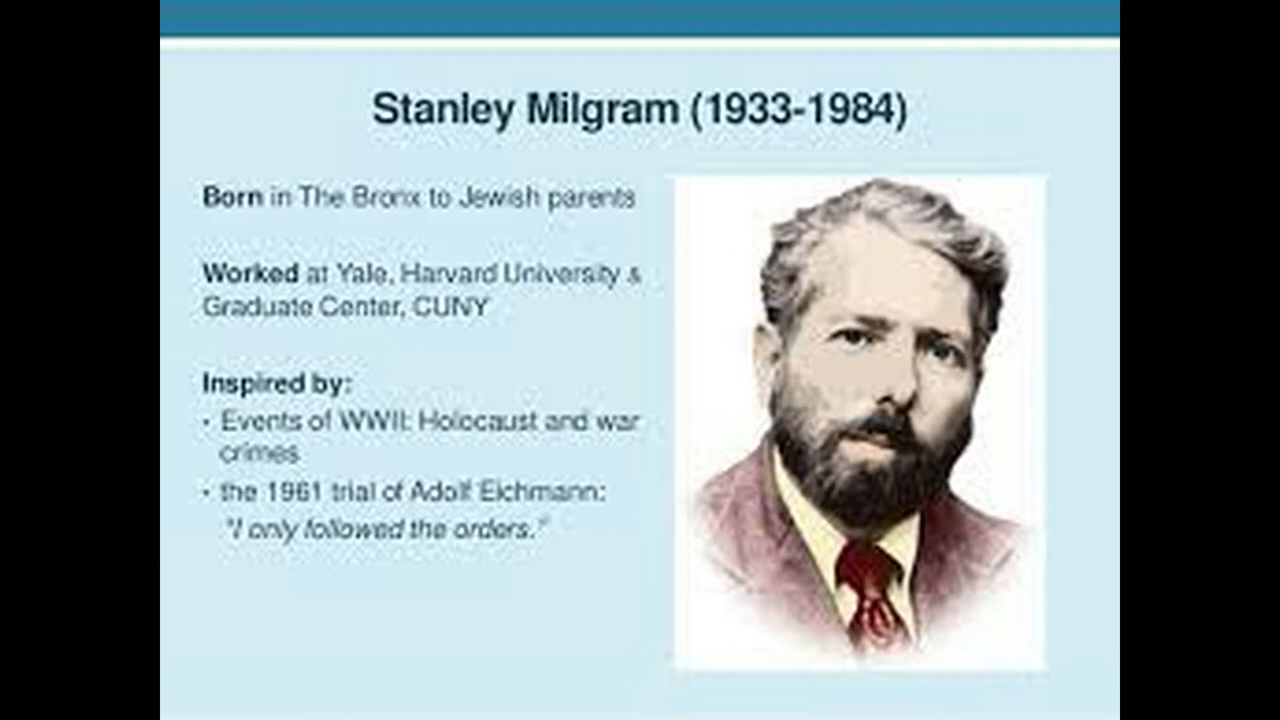 Stanley Milgram (1933-1984)
Born in The Bronx to Jewish parents
Worked at Yale, Harvard University &
Graduate Center, CUNY
Inspired by:
· Events of WWII: Holocaust and war
crimes
· the 1961 trial of Adolf Eichmann:
"I only followed the orders."